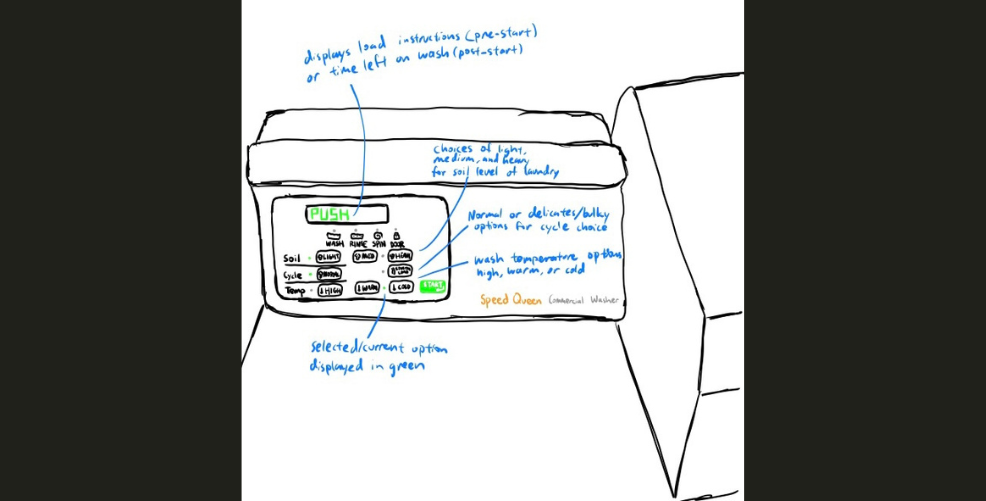 displays load instructions (pre-start)
or time left on wash (post-start)
choices of light,
medium, and heavy
for soil level of laundry
PUSH
Normal or delicates/bulky
options for cycle choice
WASH RINSE SPIN DOOR
Soil LIGHT MED HEAVY
wash temperature options
high, warm, or cold
Cycle NORMAL
Temp HIGH WARM COLD START
Speed Queen Commercial Washer
selected/current option
displayed in green